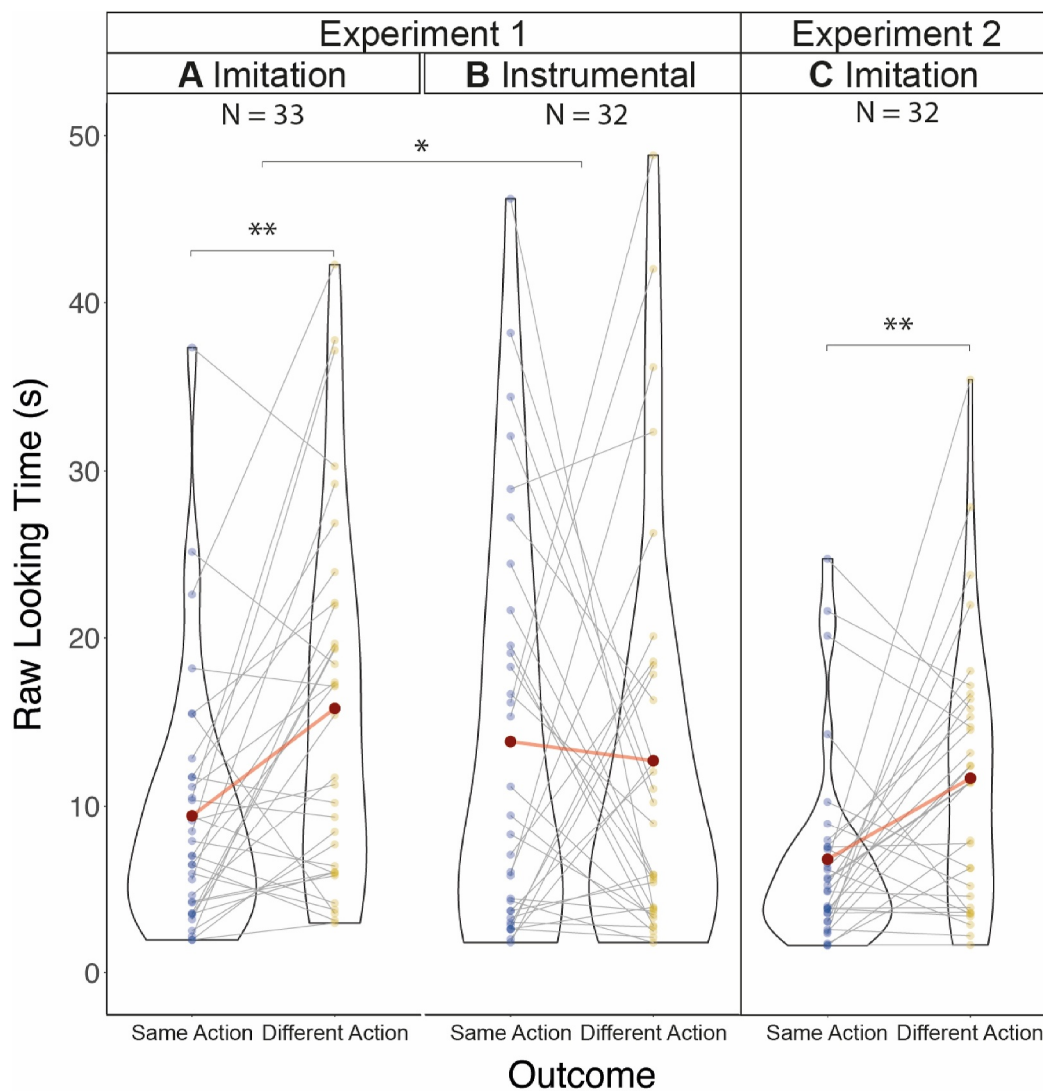 Experiment 1
Experiment 2
A Imitation
B Instrumental
C Imitation
N = 33
N = 32
N = 32
*
**
**
Raw Looking Time (s)
50
40
30
20
10
0
Same Action
Different Action
Same Action
Different Action
Same Action
Different Action
Outcome